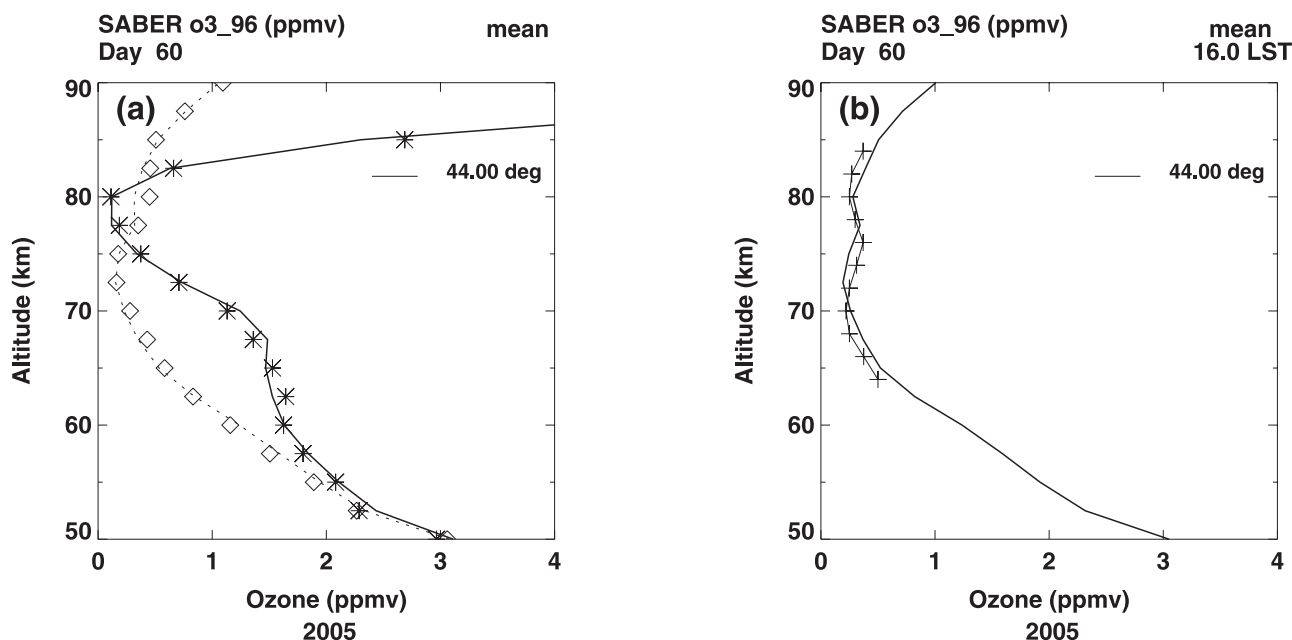 SABER o3_96 (ppmv) mean
Day 60
(a)
44.00 deg
90
80
70
60
50
Altitude (km)
0 1 2 3 4
Ozone (ppmv)
2005
SABER o3_96 (ppmv) mean
Day 60 16.0 LST
(b)
44.00 deg
90
80
70
60
50
Altitude (km)
0 1 2 3 4
Ozone (ppmv)
2005